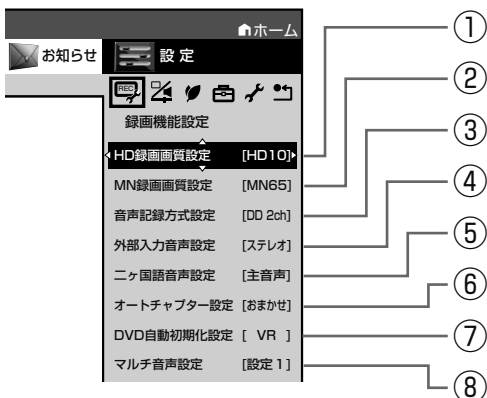 ホーム
お知らせ
設定
REC
録画機能設定
HD録画画質設定 [HD10]
MN録画画質設定 [MN65]
音声記録方式設定 [DD 2ch]
外部入力音声設定 [ステレオ]
二ヶ国語音声設定 [主音声]
オートチャプター設定 [おまかせ]
DVD自動初期化設定 [ VR ]
マルチ音声設定 [設定1]
①
②
③
④
⑤
⑥
⑦
⑧